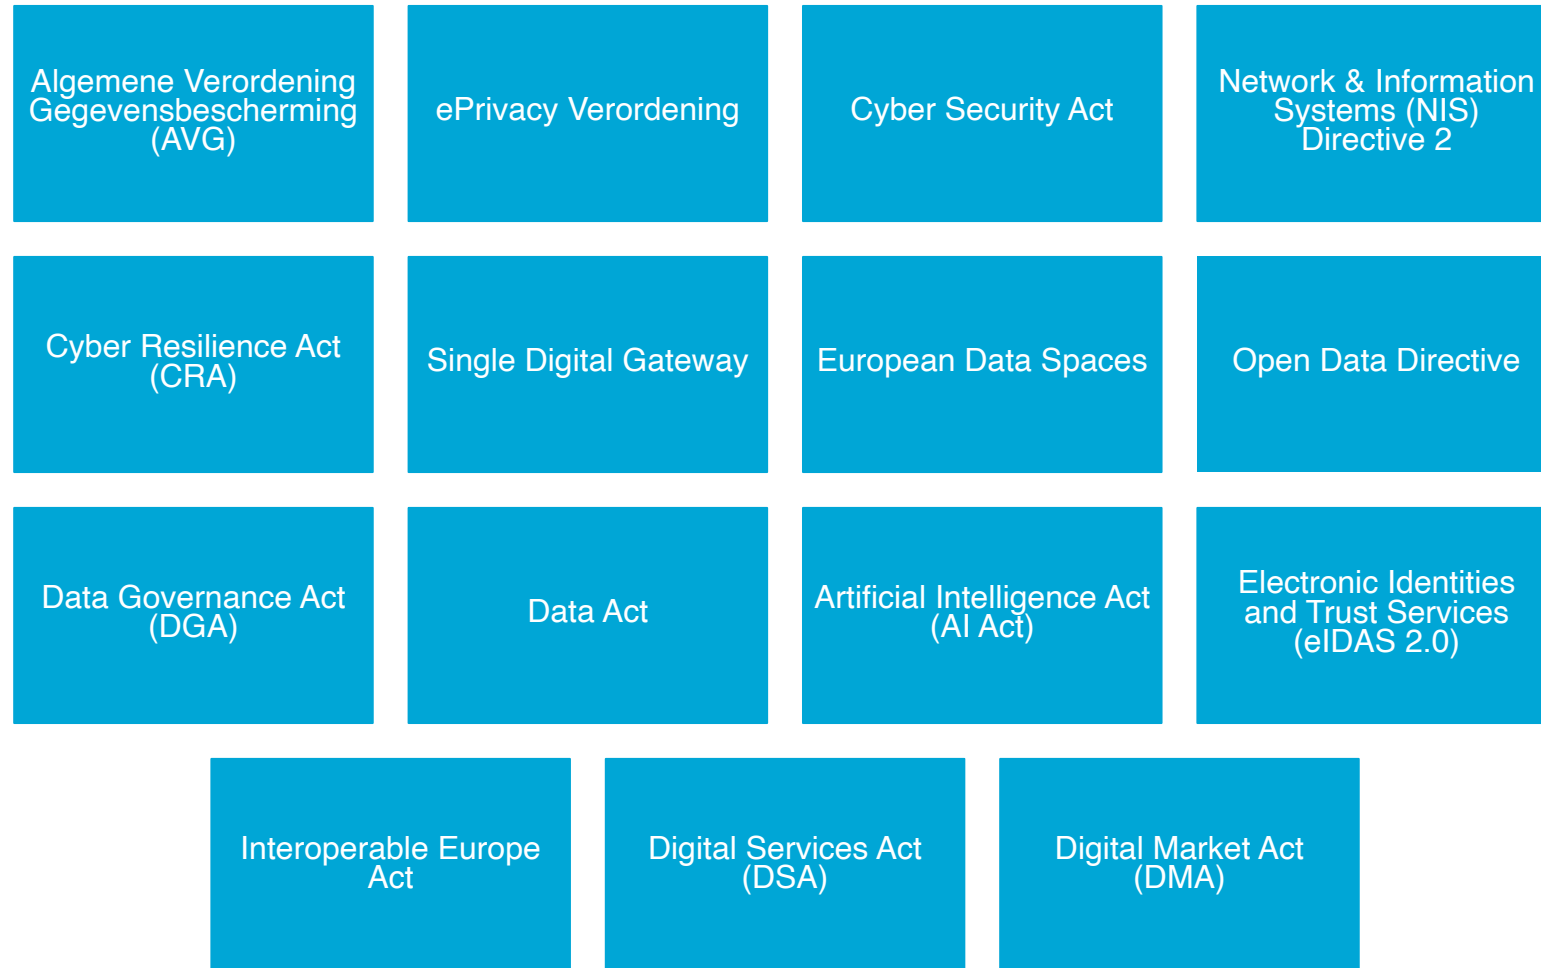 Algemene Verordening
Gegevensbescherming
(AVG)
ePrivacy Verordening
Cyber Security Act
Network & Information
Systems (NIS)
Directive 2
Cyber Resilience Act
(CRA)
Single Digital Gateway
European Data Spaces
Open Data Directive
Data Governance Act
(DGA)
Data Act
Artificial Intelligence Act
(AI Act)
Electronic Identities
and Trust Services
(eIDAS 2.0)
Interoperable Europe
Act
Digital Services Act
(DSA)
Digital Market Act
(DMA)